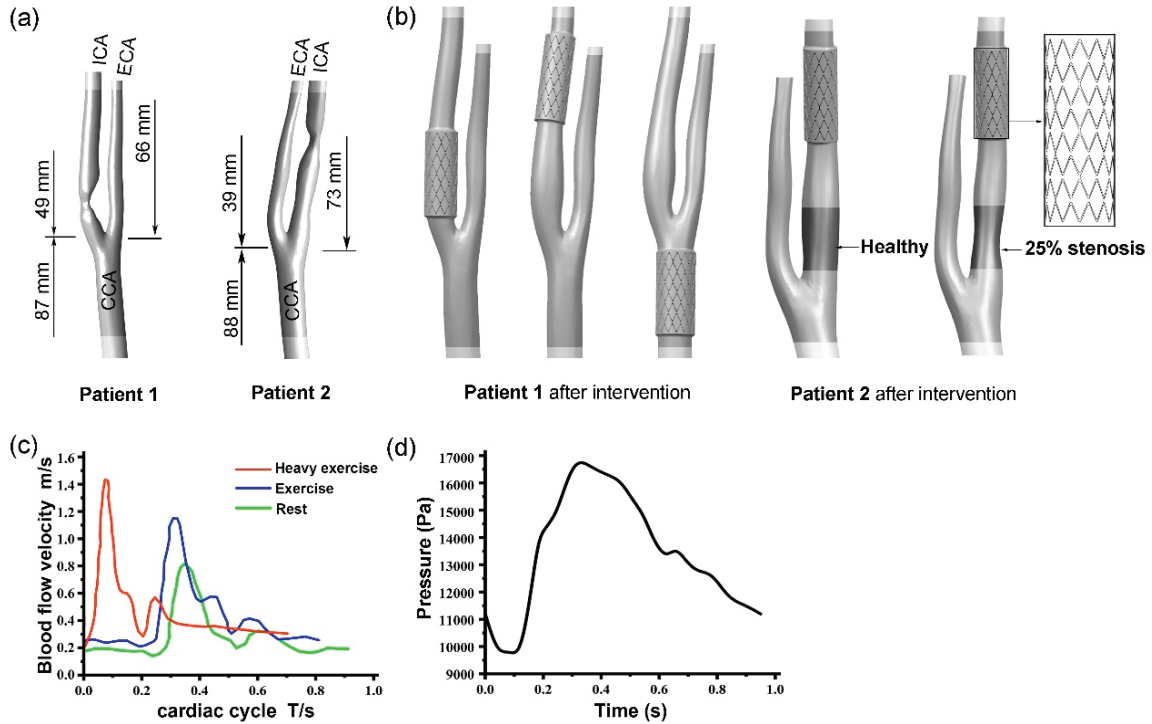 (a)
ICA
ECA
49 mm
66 mm
87 mm
CCA
Patient 1
ECA
ICA
39 mm
73 mm
88 mm
CCA
Patient 2
(b)
Healthy
25% stenosis
Patient 1 after intervention
Patient 2 after intervention
(c)
Blood flow velocity m/s
1.6
1.4
1.2
1.0
0.8
0.6
0.4
0.2
0.0
0.0 0.2 0.4 0.6 0.8 1.0
cardiac cycle T/s
Heavy exercise
Exercise
Rest
(d)
Pressure (Pa)
17000
16000
15000
14000
13000
12000
11000
10000
9000
0.0 0.2 0.4 0.6 0.8 1.0
Time (s)